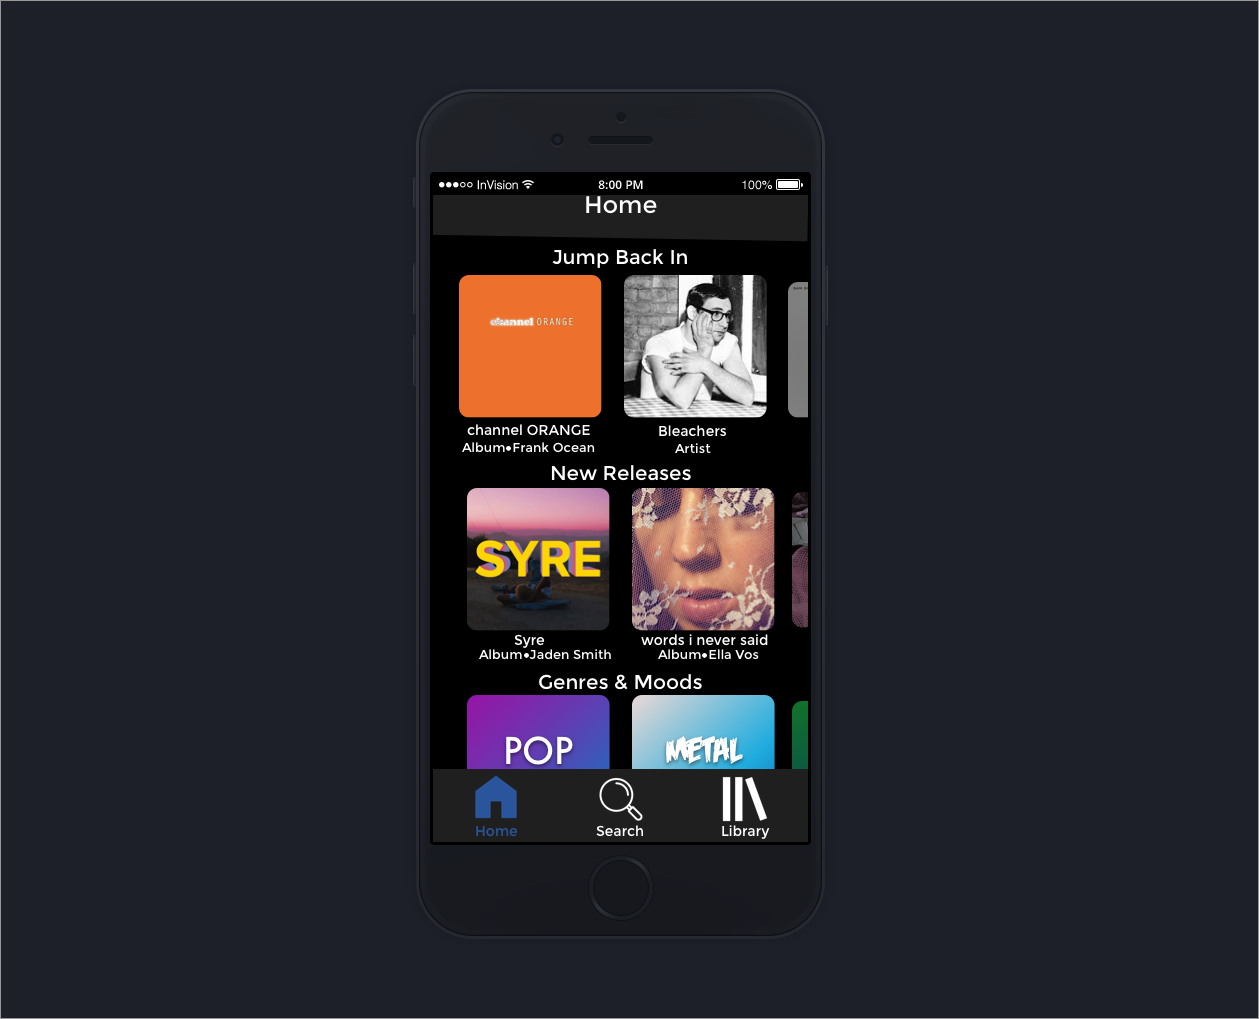 InVision 8:00 PM 100%
Home
Jump Back In
channel ORANGE
channel ORANGE
Album•Frank Ocean
Bleachers
Artist
New Releases
SYRE
Syre
Album•Jaden Smith
words i never said
Album•Ella Vos
Genres & Moods
POP
METAL
Home
Search
Library